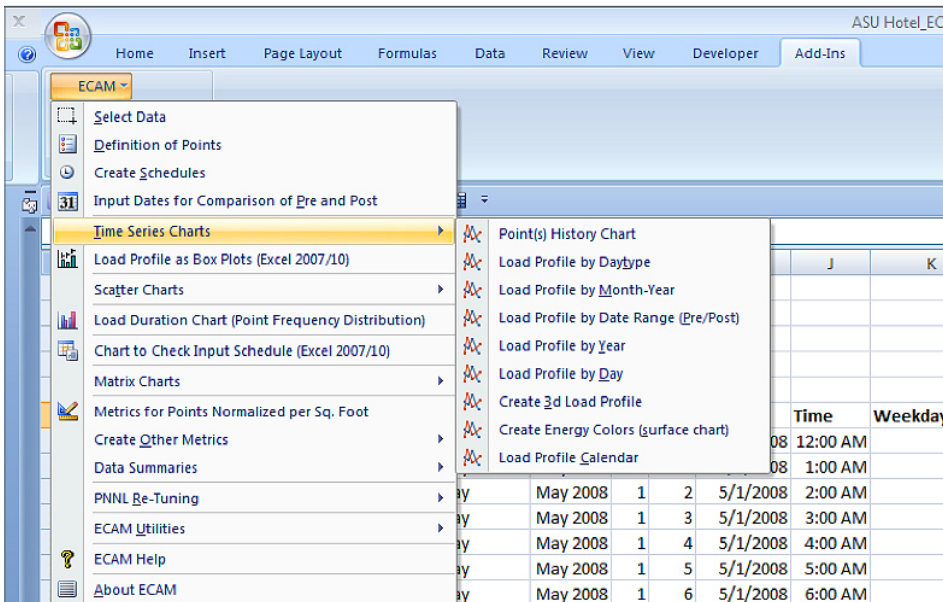 ASU Hotel_EC
Home Insert Page Layout Formulas Data Review View Developer Add-Ins
ECAM
Select Data
Definition of Points
Create Schedules
31 Input Dates for Comparison of Pre and Post
Time Series Charts
Load Profile as Box Plots (Excel 2007/10)
Scatter Charts
Load Duration Chart (Point Frequency Distribution)
Chart to Check Input Schedule (Excel 2007/10)
Matrix Charts
Metrics for Points Normalized per Sq. Foot
Create Other Metrics
Data Summaries
PNNL Re-Tuning
ECAM Utilities
ECAM Help
About ECAM
Point(s) History Chart
Load Profile by Daytype
Load Profile by Month-Year
Load Profile by Date Range (Pre/Post)
Load Profile by Year
Load Profile by Day
Create 3d Load Profile
Create Energy Colors (surface chart)
Load Profile Calendar
J K
Time Weekday
08 12:00 AM
08 1:00 AM
ay May 2008 1 2 5/1/2008 2:00 AM
ay May 2008 1 3 5/1/2008 3:00 AM
ay May 2008 1 4 5/1/2008 4:00 AM
ay May 2008 1 5 5/1/2008 5:00 AM
ay May 2008 1 6 5/1/2008 6:00 AM